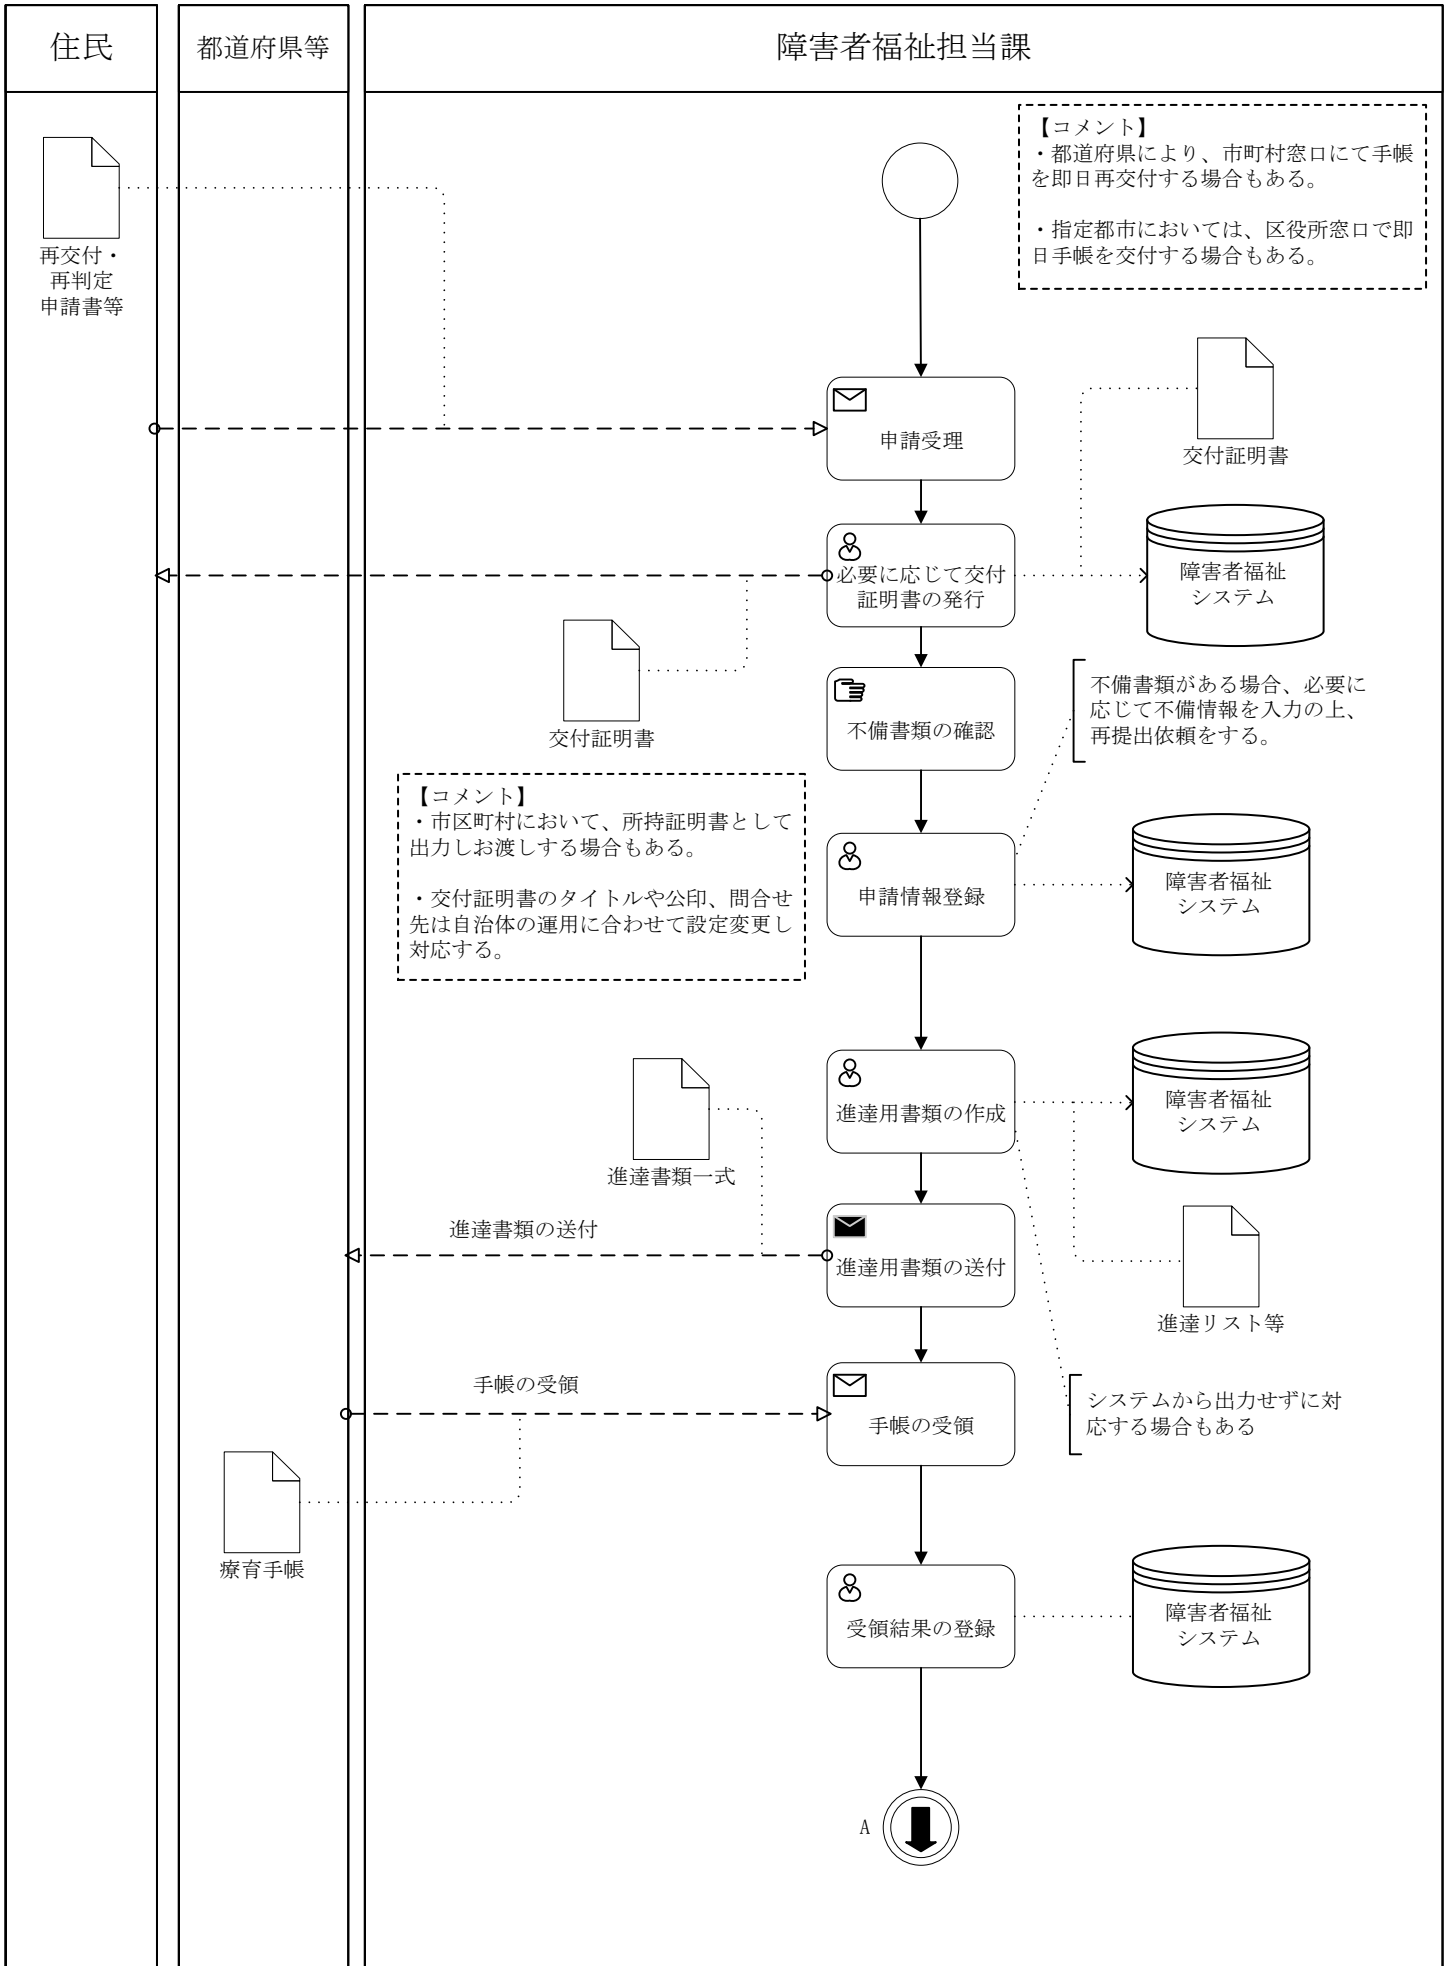 住民
都道府県等
障害者福祉担当課
【コメント】
・都道府県により、市町村窓口にて手帳
を即日再交付する場合もある。
・指定都市においては、区役所窓口で即
日手帳を交付する場合もある。
再交付・
再判定
申請書等
申請受理
交付証明書
必要に応じて交付
証明書の発行
障害者福祉
システム
交付証明書
不備書類の確認
不備書類がある場合、必要に
応じて不備情報を入力の上、
再提出依頼をする。
【コメント】
・市区町村において、所持証明書として
出力しお渡しする場合もある。
・交付証明書のタイトルや公印、問合せ
先は自治体の運用に合わせて設定変更し
対応する。
申請情報登録
障害者福祉
システム
進達用書類の作成
障害者福祉
システム
進達書類一式
進達書類の送付
進達用書類の送付
進達リスト等
手帳の受領
手帳の受領
システムから出力せずに対
応する場合もある
療育手帳
受領結果の登録
障害者福祉
システム
A